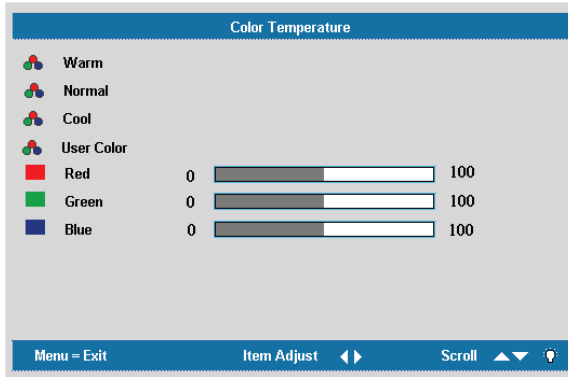 Color Temperature
Warm
Normal
Cool
User Color
Red 0 100
Green 0 100
Blue 0 100
Menu = Exit Item Adjust Scroll